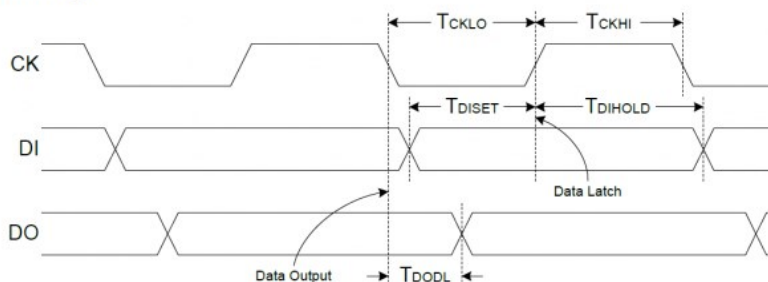 TCKLO
TCKHI
CK
TDISET
TDIHOLD
DI
Data Latch
DO
Data Output
TDODL